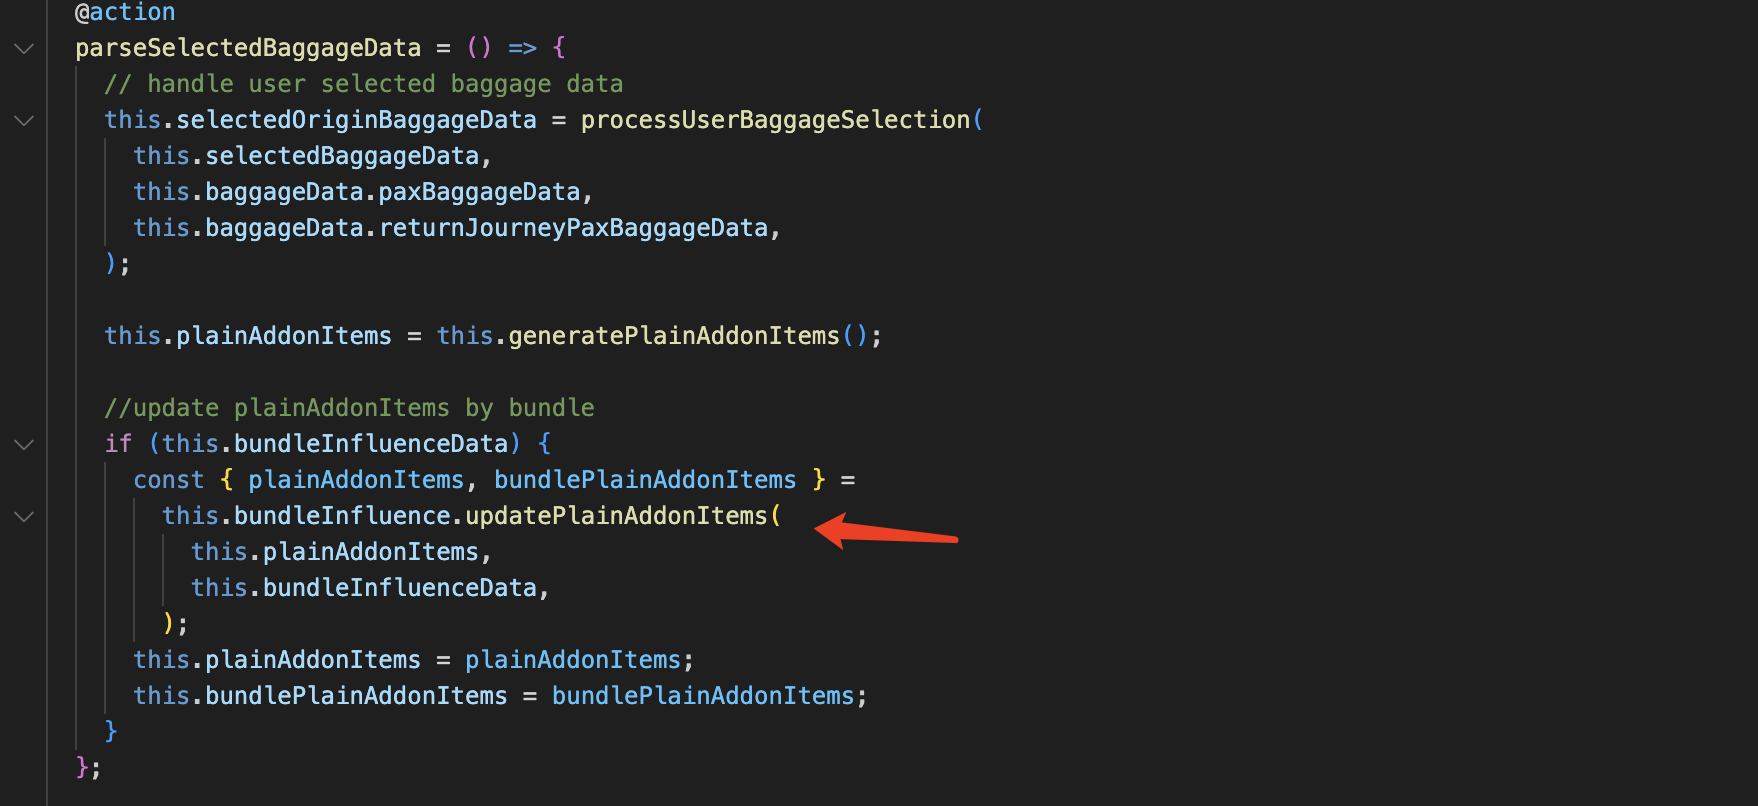 @action
parseSelectedBaggageData = () => {
// handle user selected baggage data
this.selectedOriginBaggageData = processUserBaggageSelection(
this.selectedBaggageData,
this.baggageData.paxBaggageData,
this.baggageData.returnJourneyPaxBaggageData,
);
this.plainAddonItems = this.generatePlainAddonItems();
//update plainAddonItems by bundle
if (this.bundleInfluenceData) {
const { plainAddonItems, bundlePlainAddonItems } =
this.bundleInfluence.updatePlainAddonItems(
this.plainAddonItems,
this.bundleInfluenceData,
);
this.plainAddonItems = plainAddonItems;
this.bundlePlainAddonItems = bundlePlainAddonItems;
}
};